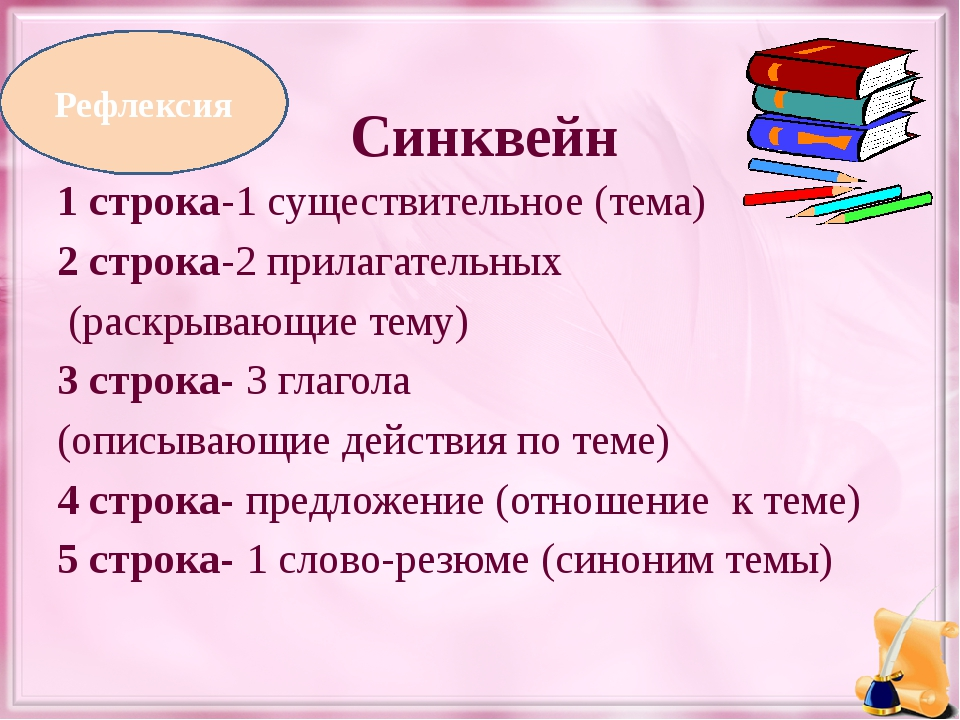 Рефлексия
Синквейн
1 строка-1 существительное (тема)
2 строка-2 прилагательных
(раскрывающие тему)
3 строка- 3 глагола
(описывающие действия по теме)
4 строка- предложение (отношение к теме)
5 строка- 1 слово-резюме (синоним темы)